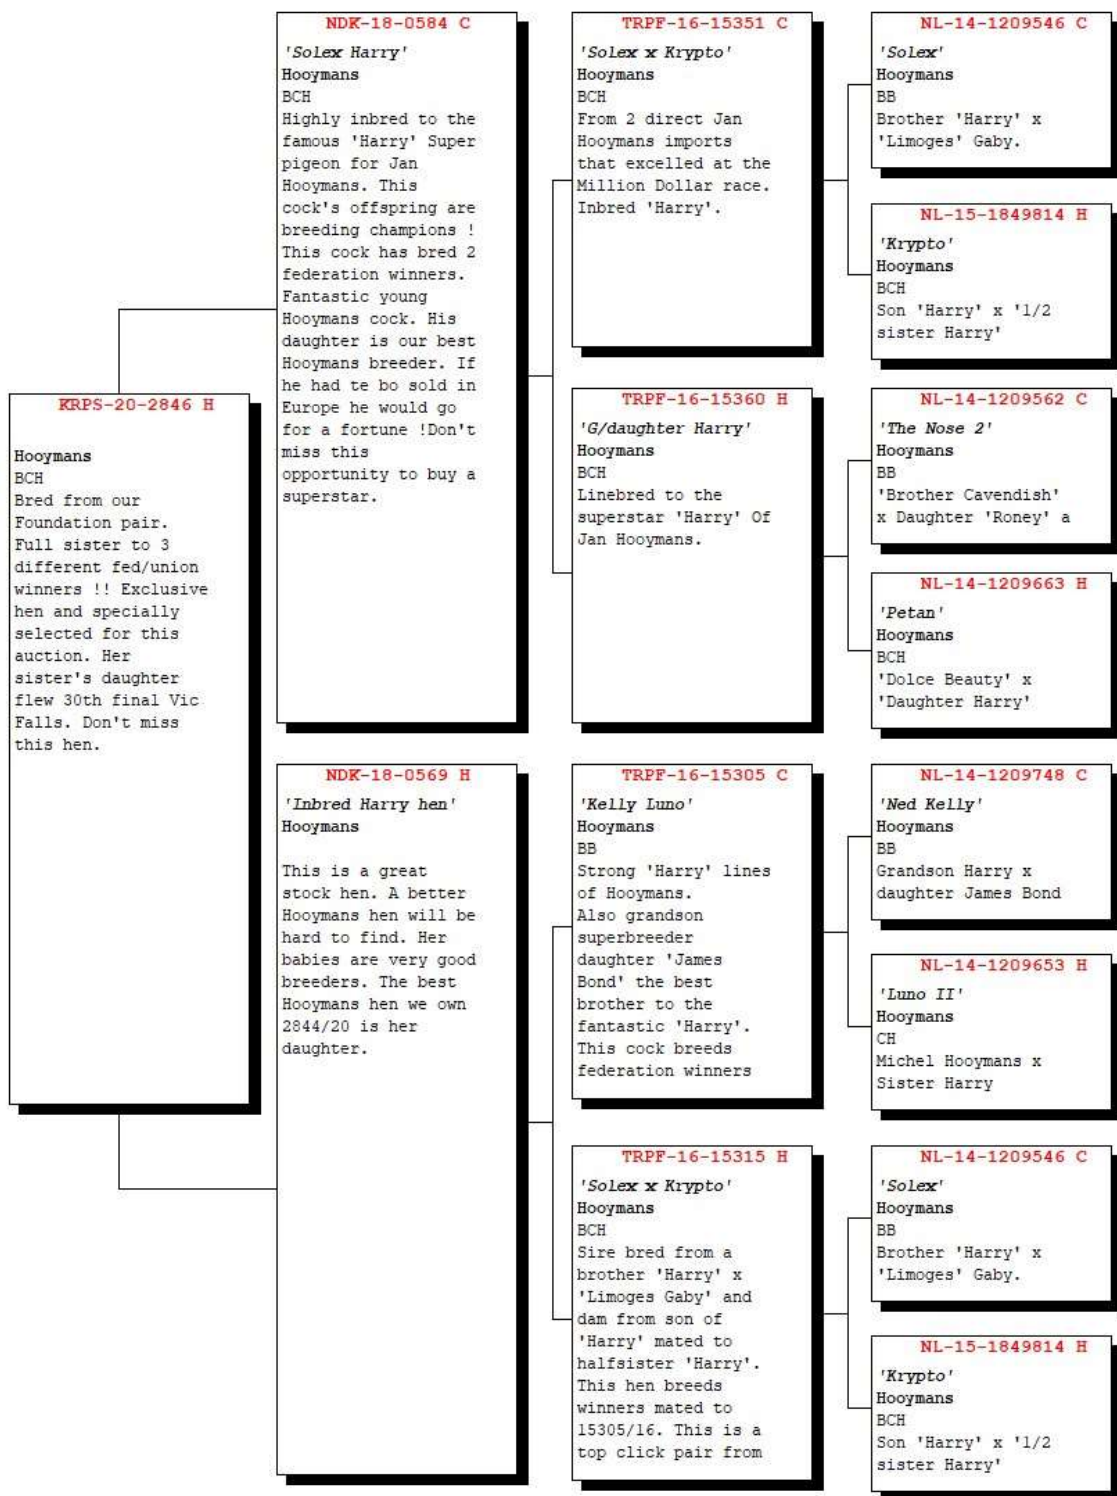 KRPS-20-2846 H
Hooymans
BCH
Bred from our
Foundation pair.
Full sister to 3
different fed/union
winners !! Exclusive
hen and specially
selected for this
auction. Her
sister's daughter
flew 30th final Vic
Falls. Don't miss
this hen.
NDK-18-0584 C
'Solex Harry'
Hooymans
BCH
Highly inbred to the
famous 'Harry' Super
pigeon for Jan
Hooymans. This
cock's offspring are
breeding champions !
This cock has bred 2
federation winners.
Fantastic young
Hooymans cock. His
daughter is our best
Hooymans breeder. If
he had te bo sold in
Europe he would go
for a fortune !Don't
miss this
opportunity to buy a
superstar.
NDK-18-0569 H
'Inbred Harry hen'
Hooymans
This is a great
stock hen. A better
Hooymans hen will be
hard to find. Her
babies are very good
breeders. The best
Hooymans hen we own
2844/20 is her
daughter.
TRPF-16-15351 C
'Solex x Krypto'
Hooymans
BCH
From 2 direct Jan
Hooymans imports
that excelled at the
Million Dollar race.
Inbred 'Harry'.
TRPF-16-15360 H
'G/daughter Harry'
Hooymans
BCH
Linebred to the
superstar 'Harry' Of
Jan Hooymans.
TRPF-16-15305 C
'Kelly Luno'
Hooymans
BB
Strong 'Harry' lines
of Hooymans.
Also grandson
superbreeder
daughter 'James
Bond' the best
brother to the
fantastic 'Harry'.
This cock breeds
federation winners
TRPF-16-15315 H
'Solex x Krypto'
Hooymans
BCH
Sire bred from a
brother 'Harry' x
'Limoges Gaby' and
dam from son of
'Harry' mated to
halfsister 'Harry'.
This hen breeds
winners mated to
15305/16. This is a
top click pair from
NL-14-1209546 C
'Solex'
Hooymans
BB
Brother 'Harry' x
'Limoges' Gaby.
NL-15-1849814 H
'Krypto'
Hooymans
BCH
Son 'Harry' x '1/2
sister Harry'
NL-14-1209562 C
'The Nose 2'
Hooymans
BB
'Brother Cavendish'
x Daughter 'Roney' a
NL-14-1209663 H
'Petan'
Hooymans
BCH
'Dolce Beauty' x
'Daughter Harry'
NL-14-1209748 C
'Ned Kelly'
Hooymans
BB
Grandson Harry x
daughter James Bond
NL-14-1209653 H
'Luno II'
Hooymans
CH
Michel Hooymans x
Sister Harry
NL-14-1209546 C
'Solex'
Hooymans
BB
Brother 'Harry' x
'Limoges' Gaby.
NL-15-1849814 H
'Krypto'
Hooymans
BCH
Son 'Harry' x '1/2
sister Harry'